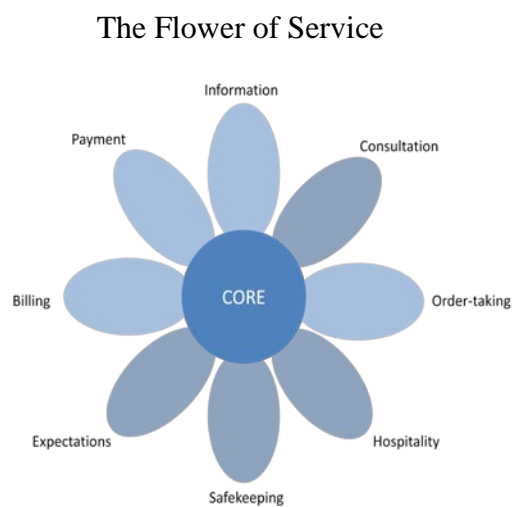 The Flower of Service
Information
Payment
Consultation
CORE
Billing
Order-taking
Expectations
Hospitality
Safekeeping